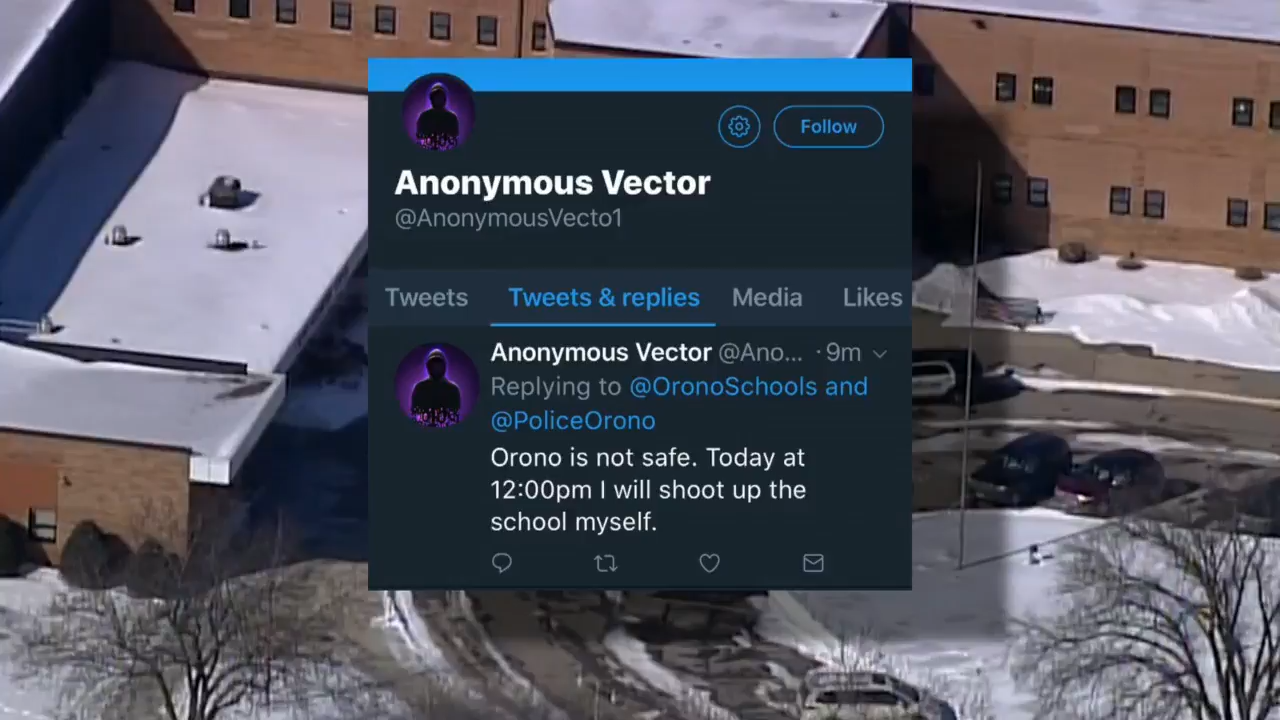 Follow
Anonymous Vector
@AnonymousVecto1
Tweets Tweets & replies Media Likes
Anonymous Vector @Ano... · 9m
Replying to @OronoSchools and
@PoliceOrono
Orono is not safe. Today at
12:00pm I will shoot up the
school myself.